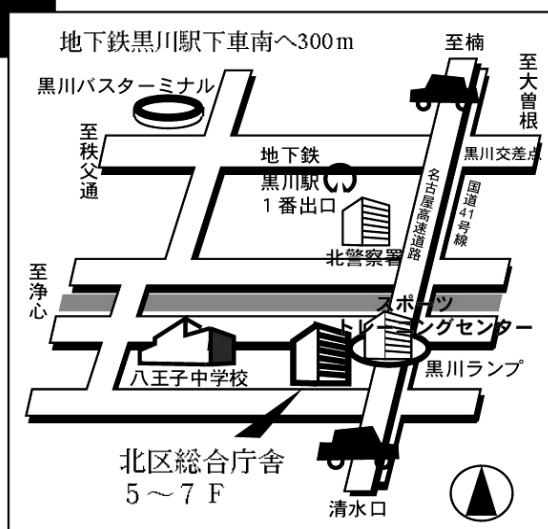 地下鉄黒川駅下車南へ300m
至楠
至大曽根
黒川バスターミナル
至秩父通
地下鉄
黒川駅
1番出口
黒川交差点
名古屋高速道路
国道41号線
北警察署
至浄心
スポーツ
トレーニングセンター
八王子中学校
黒川ランプ
北区総合庁舎
5〜7F
清水口